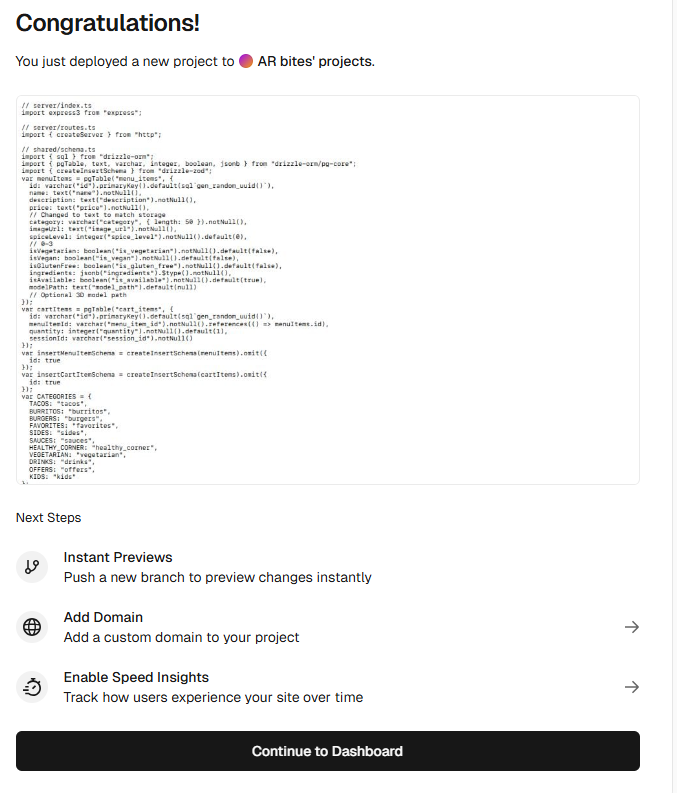 Congratulations!
You just deployed a new project to AR bites' projects.
// server/index.ts
import express3 from "express";
// server/routes.ts
import { createServer } from "http";
// shared/schema.ts
import { sql } from "drizzle-orm";
import { pgTable, text, varchar, integer, boolean, jsonb } from "drizzle-orm/pg-core";
import { createInsertSchema } from "drizzle-zod";
var menuItems = pgTable("menu_items", {
id: varchar("id").primaryKey().default(sql`gen_random_uuid()`),
name: text("name").notNull(),
description: text("description").notNull(),
price: text("price").notNull(),
// Changed to text to match storage
category: varchar("category", { length: 50 }).notNull(),
imageUrl: text("image_url").notNull(),
spiceLevel: integer("spice_level").notNull().default(0),
// 0-3
isVegetarian: boolean("is_vegetarian").notNull().default(false),
isVegan: boolean("is_vegan").notNull().default(false),
isGlutenFree: boolean("is_gluten_free").notNull().default(false),
ingredients: jsonb("ingredients").$type().notNull(),
isAvailable: boolean("is_available").notNull().default(true),
modelPath: text("model_path").default(null)
// Optional 3D model path
});
var cartItems = pgTable("cart_items", {
id: varchar("id").primaryKey().default(sql`gen_random_uuid()`),
menuItemId: varchar("menu_item_id").notNull().references(() => menuItems.id),
quantity: integer("quantity").notNull().default(1),
sessionId: varchar("session_id").notNull()
});
var insertMenuItemSchema = createInsertSchema(menuItems).omit({
id: true
});
var insertCartItemSchema = createInsertSchema(cartItems).omit({
id: true
});
var CATEGORIES = {
TACOS: "tacos",
BURRITOS: "burritos",
BURGERS: "burgers",
FAVORITES: "favorites",
SIDES: "sides",
SAUCES: "sauces",
HEALTHY_CORNER: "healthy_corner",
VEGETARIAN: "vegetarian",
DRINKS: "drinks",
OFFERS: "offers",
KIDS: "kids"
Next Steps
Instant Previews
Push a new branch to preview changes instantly
Add Domain
Add a custom domain to your project
Enable Speed Insights
Track how users experience your site over time
Continue to Dashboard